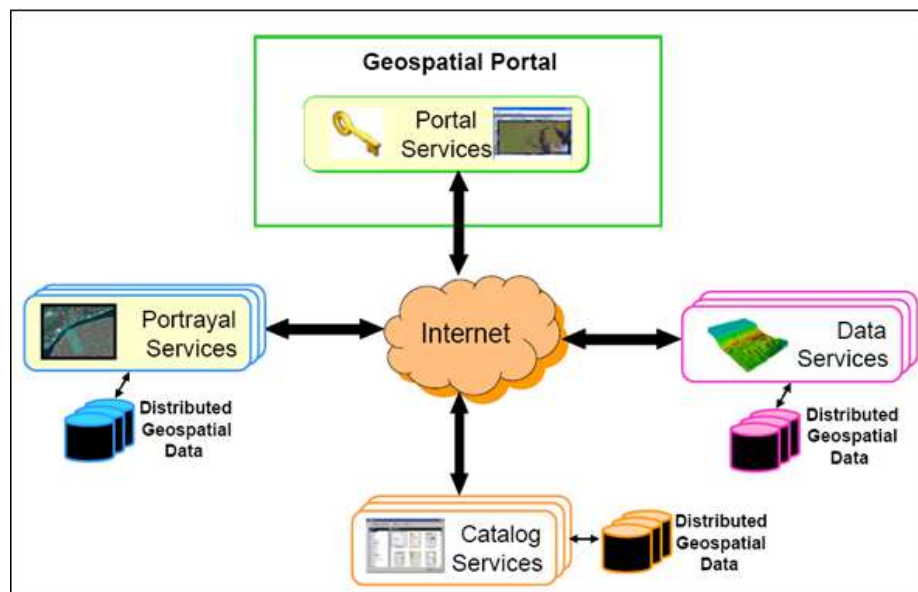 Geospatial Portal
Portal
Services
Portrayal
Services
Internet
Data
Services
Distributed
Geospatial
Data
Distributed
Geospatial
Data
Catalog
Services
Distributed
Geospatial
Data